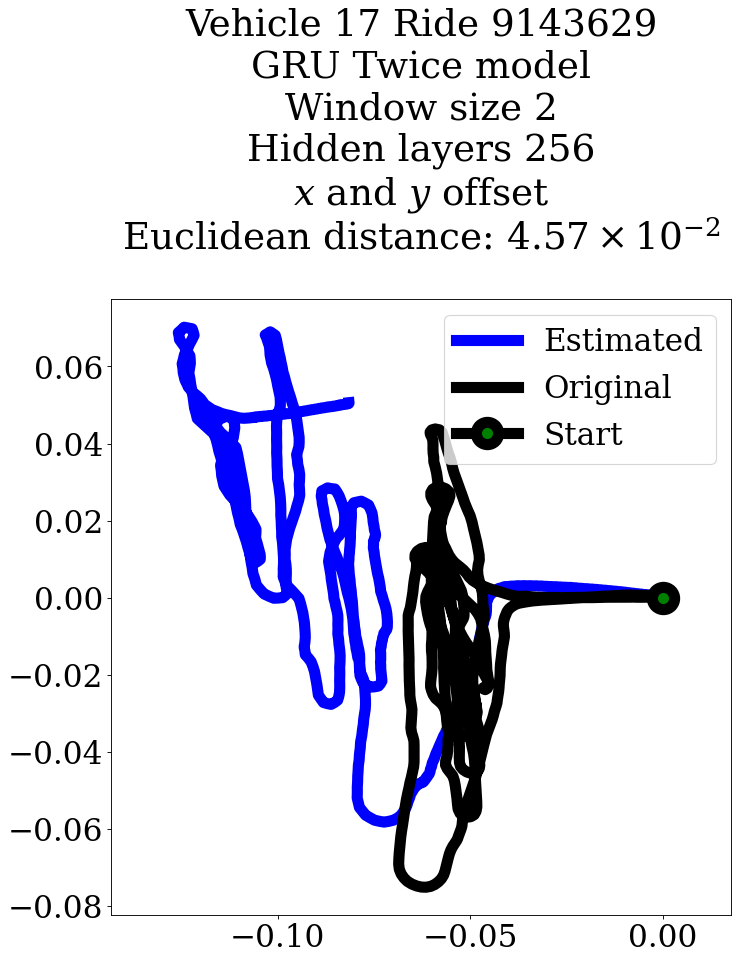 Vehicle 17 Ride 9143629
GRU Twice model
Window size 2
Hidden layers 256
x and y offset
Euclidean distance: 4.57 × 10⁻²
Estimated
Original
Start
0.06
0.04
0.02
0.00
−0.02
−0.04
−0.06
−0.08
−0.10 −0.05 0.00